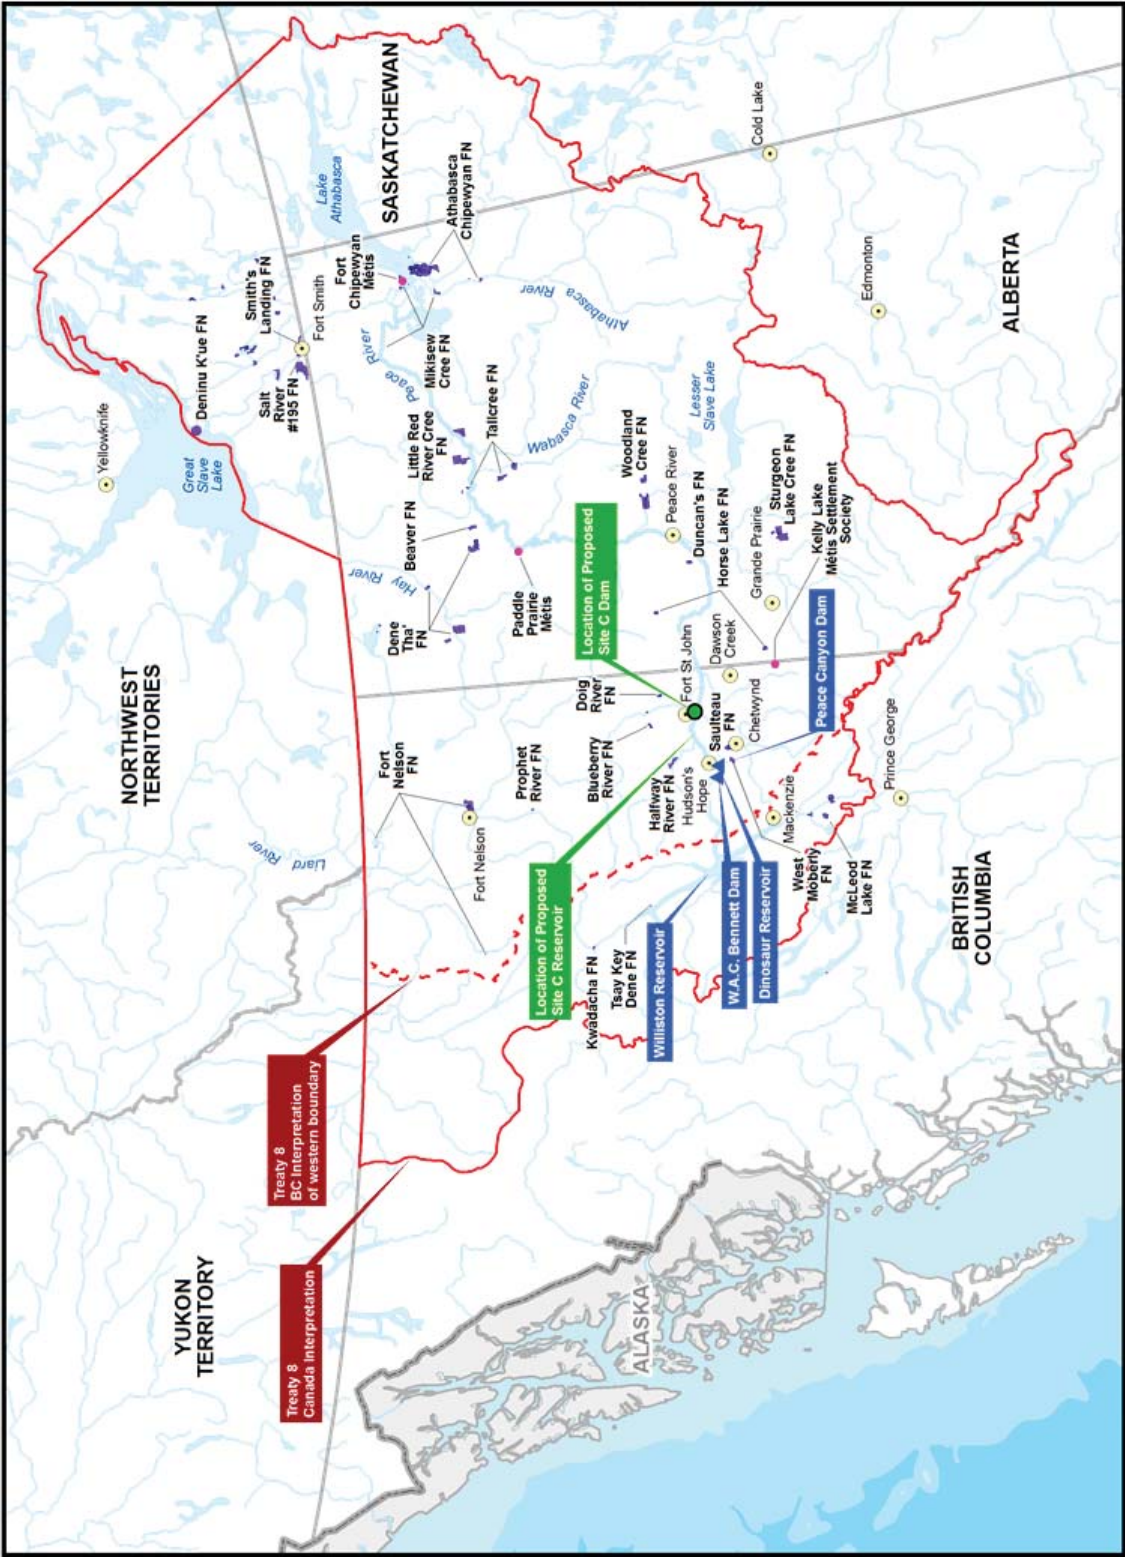 YUKON
TERRITORY
NORTHWEST
TERRITORIES
Yellowknife
Great
Slave
Lake
Deninu K'ue FN
Smith's
Landing FN
Salt
River
#195 FN
Fort Smith
Lake
Athabasca
SASKATCHEWAN
Fort
Chipewyan
Métis
Athabasca
Chipewyan FN
Mikisew
Cree FN
Peace River
Athabasca River
Treaty 8
Canada Interpretation
Treaty 8
BC Interpretation
of western boundary
Liard River
Fort
Nelson
FN
Fort Nelson
Hay River
Dene
Tha'
FN
Beaver FN
Little Red
River Cree
FN
Tallcree FN
Wabasca River
Paddle
Prairie
Métis
Prophet
River FN
Location of Proposed
Site C Reservoir
Location of Proposed
Site C Dam
Doig
River
FN
Blueberry
River FN
Woodland
Cree FN
Kwadacha FN
Tsay Key
Dene FN
Halfway
River FN
Hudson's
Hope
Fort St John
Peace River
Lesser
Slave Lake
Duncan's FN
Horse Lake FN
Williston Reservoir
Saulteau
FN
Dawson
Creek
Chetwynd
Grande Prairie
Sturgeon
Lake Cree FN
Kelly Lake
Métis Settlement
Society
W.A.C. Bennett Dam
Dinosaur Reservoir
Peace Canyon Dam
Mackenzie
West
Moberly
FN
McLeod
Lake FN
Prince George
Cold Lake
Edmonton
ALBERTA
BRITISH
COLUMBIA
ALASKA